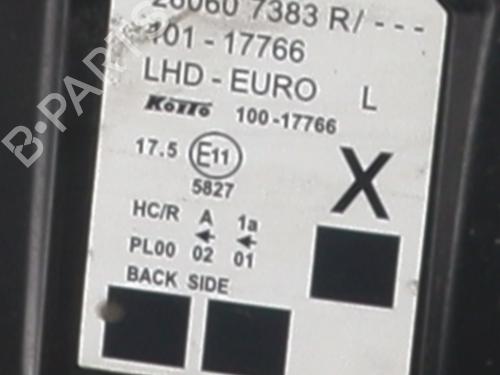 26060 7383 R/ - - -
101 - 17766
LHD - EURO L
KOITO 100-17766
17.5 E11
5827
HC/R A 1a
PL00 02 01
BACK SIDE
X
B-PARTS